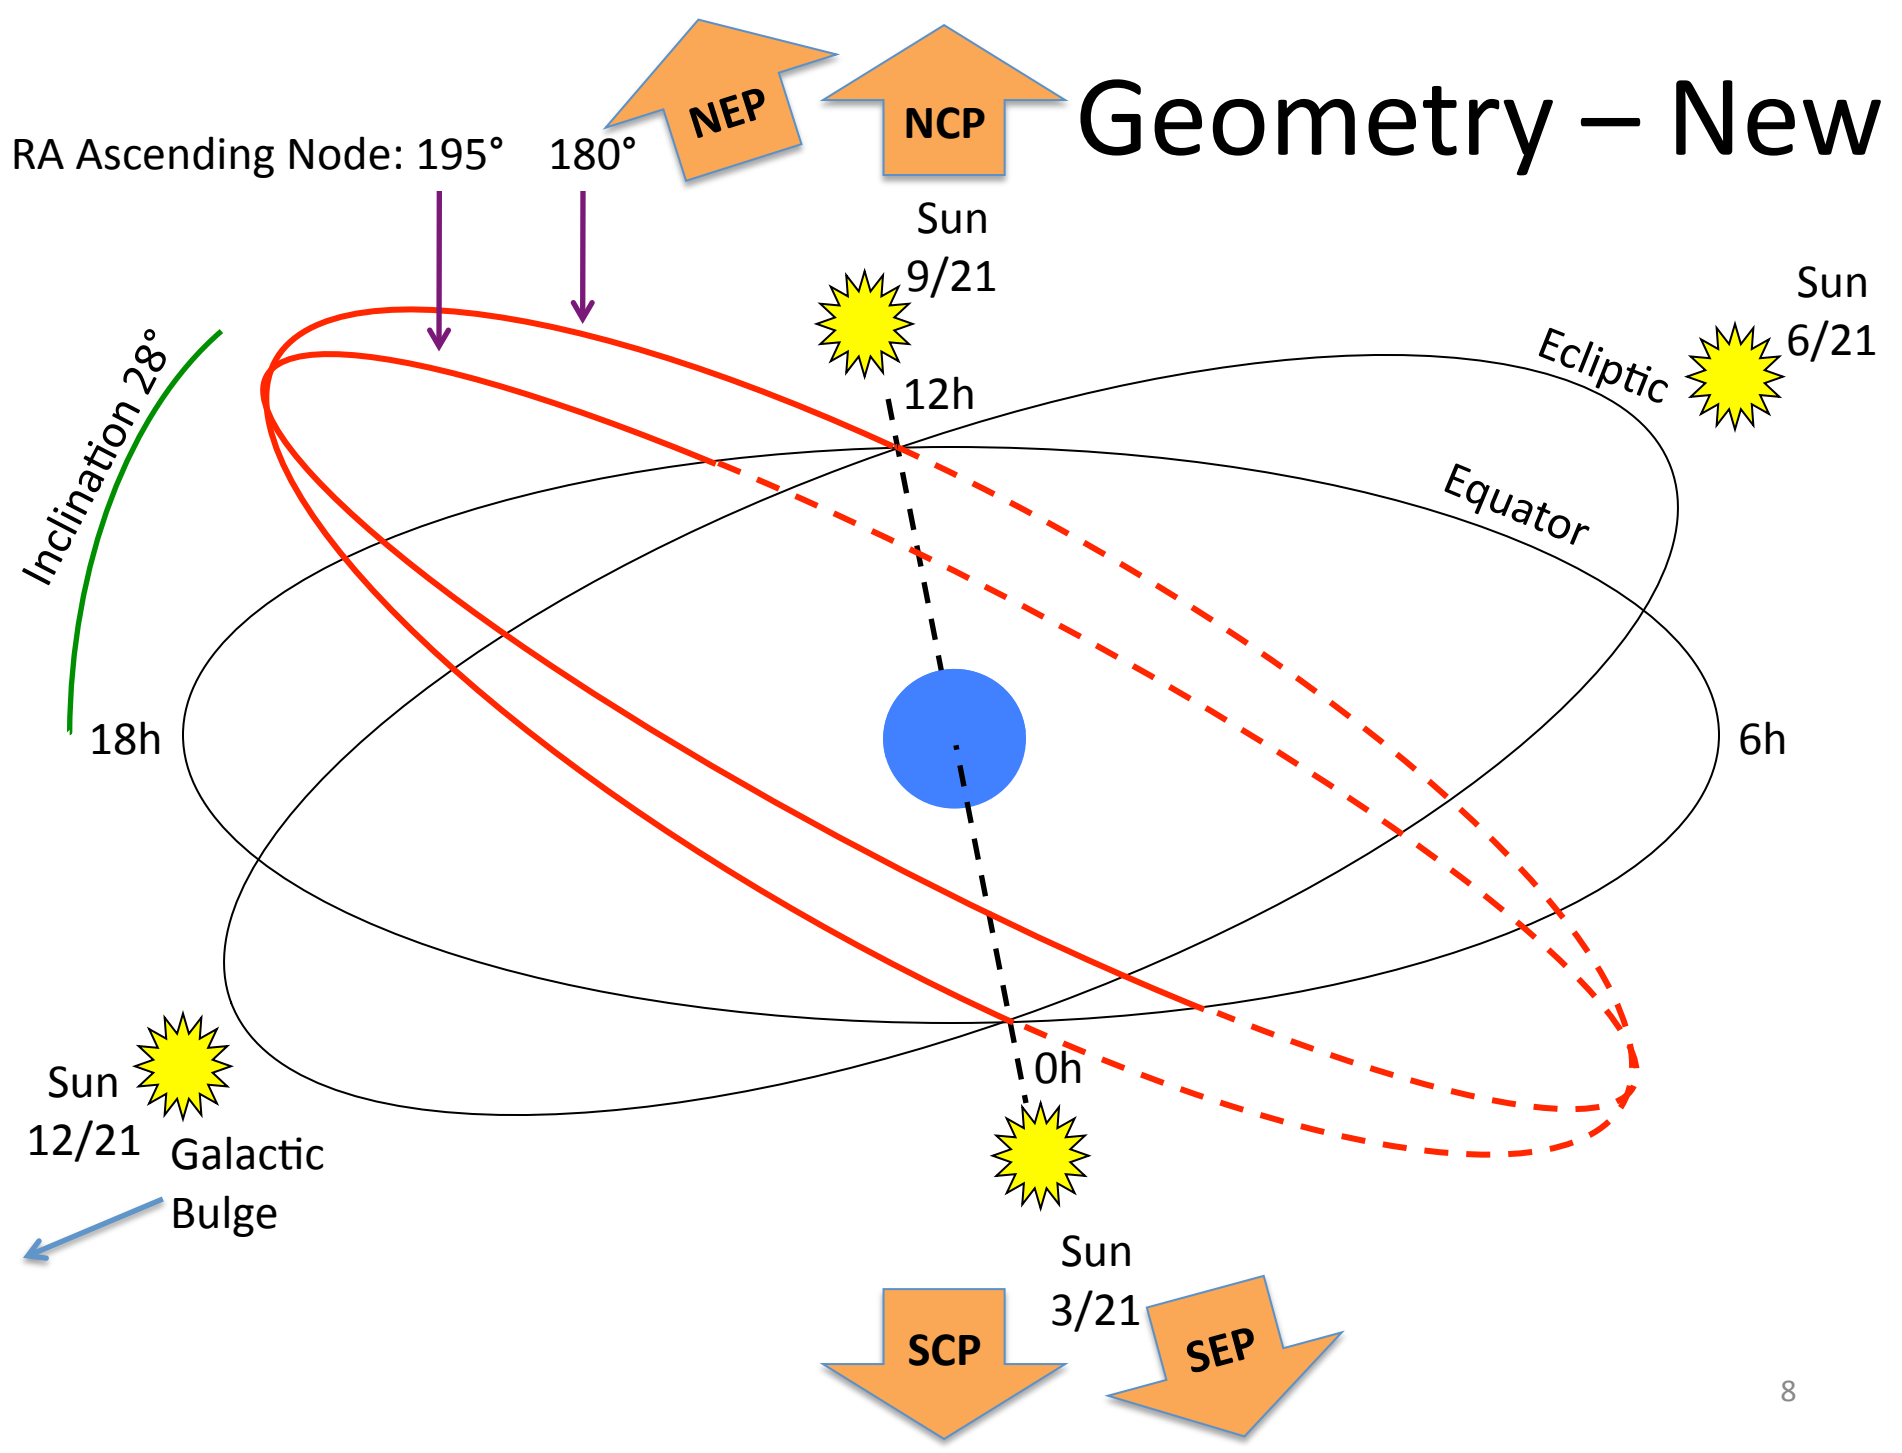 Geometry – New
NEP
NCP
RA Ascending Node: 195° 180°
Sun
9/21
Sun
6/21
Ecliptic
12h
Inclination 28°
Equator
18h
6h
0h
Sun
12/21
Galactic
Bulge
Sun
3/21
SCP
SEP
8